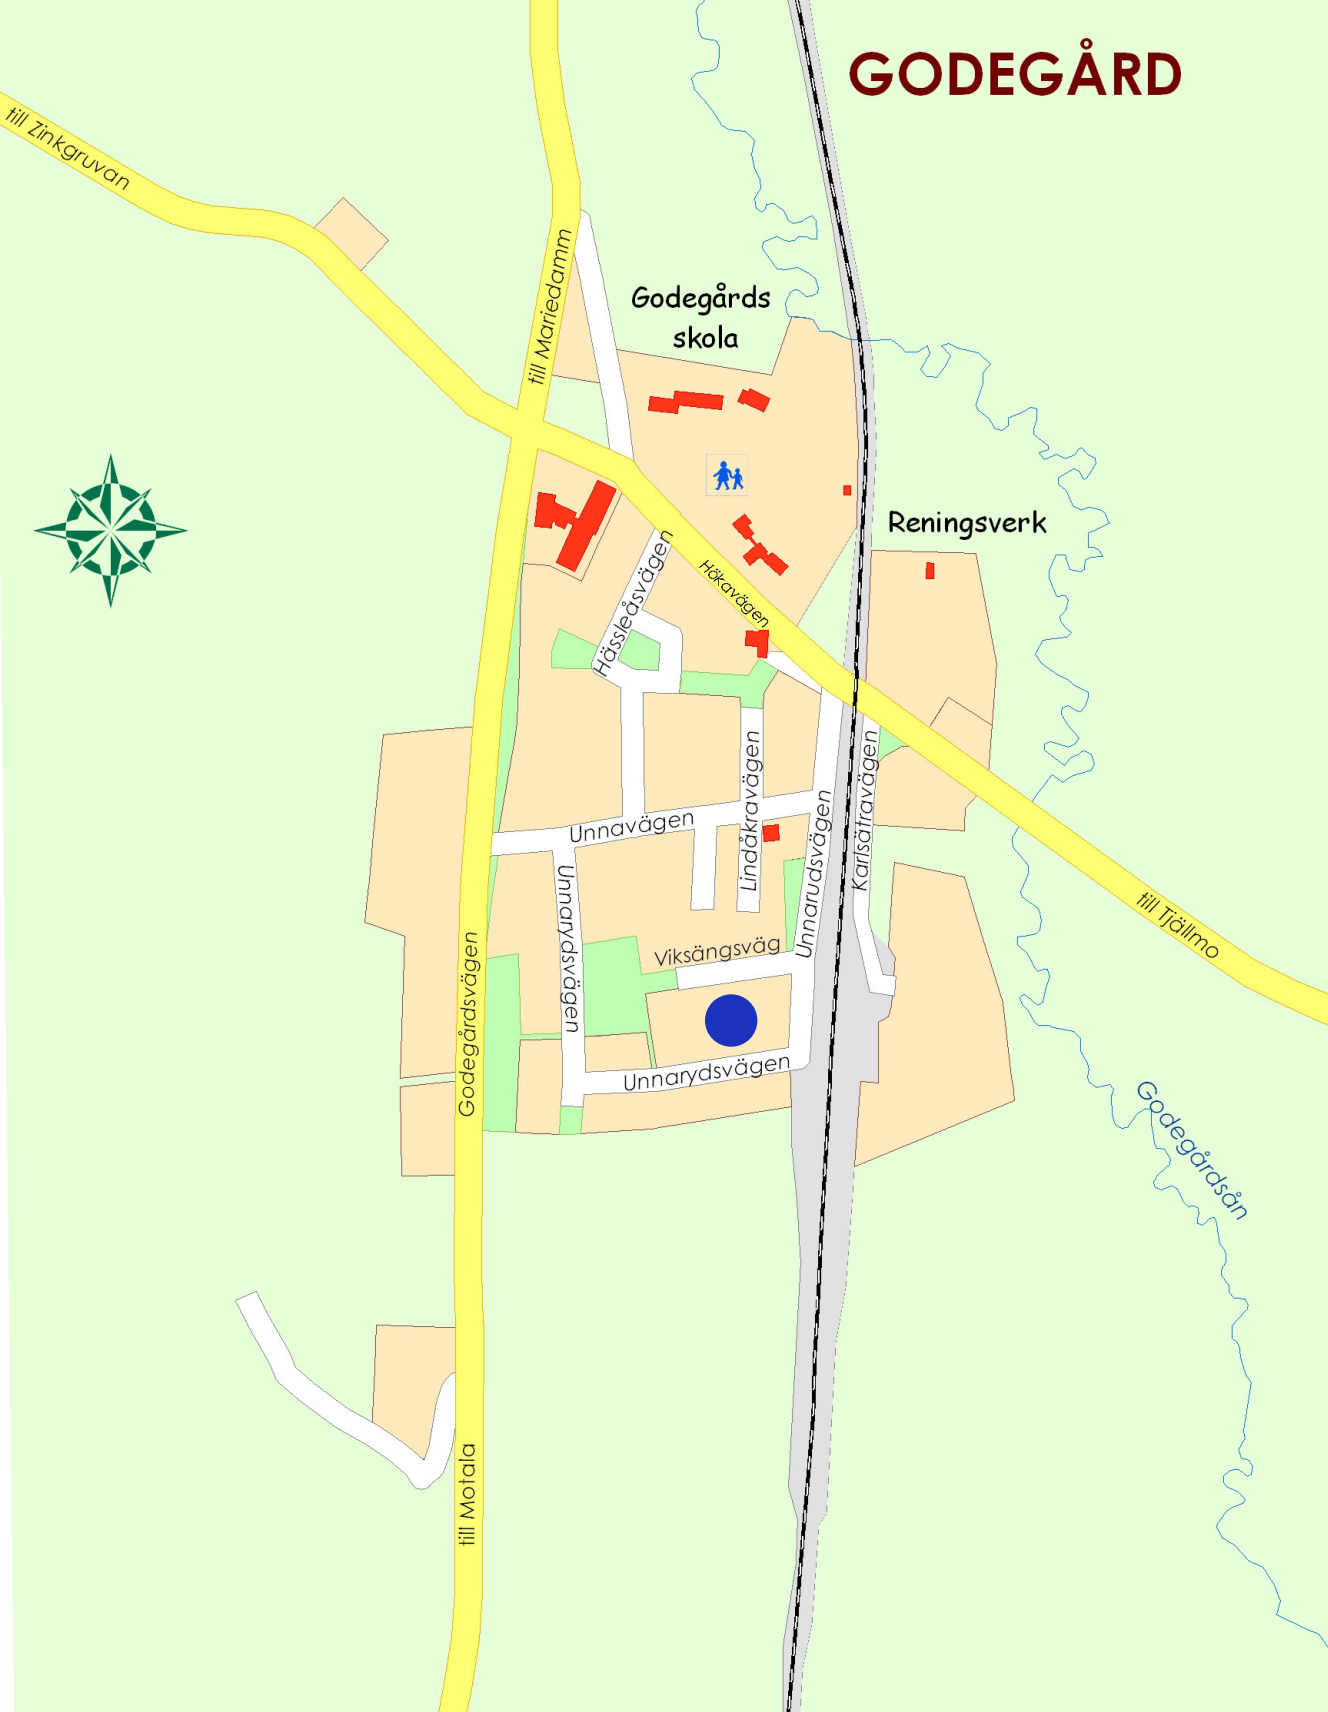 GODEGÅRD
till Zinkgruvan
till Mariedamm
Godegårds
skola
Reningsverk
Hässleåsvägen
Hökavägen
Lindåkravägen
Karlsätravägen
Unnavägen
Unnarudsvägen
Unnarydsvägen
till Tjällmo
Viksängsväg
Godegårdsvägen
Unnarydsvägen
Godegårdsån
till Motala